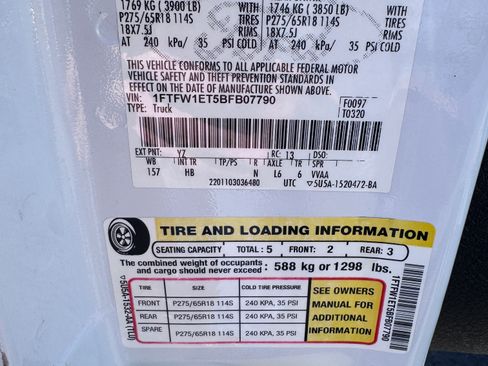 1769 KG ( 3900 LB) WITH 1746 KG ( 3850 LB) WITH
P275/65R18 114S TIRES P275/65R18 114S TIRES
18X7.5J RIMS 18X7.5J RIMS
AT 240 kPa/ 35 PSI COLD AT 240 kPa/ 35 PSI COLD
THIS VEHICLE CONFORMS TO ALL APPLICABLE FEDERAL MOTOR
VEHICLE SAFETY AND THEFT PREVENTION STANDARDS IN
EFFECT ON THE DATE OF MANUFACTURE SHOWN ABOVE.
VIN: 1FTFW1ET5BFB07790
TYPE: Truck
F0097
T0320
EXT PNT: YZ RC: 13 DSO:
WB INT TR TP/PS R AXLE TR SPR
157 HB N L6 6 VVAA
2201103036480 UTC ▽5U5A-1520472-BA
TIRE AND LOADING INFORMATION
SEATING CAPACITY TOTAL: 5 FRONT: 2 REAR: 3
The combined weight of occupants
and cargo should never exceed: 588 kg or 1298 lbs.
TIRE SIZE COLD TIRE PRESSURE
FRONT P275/65R18 114S 240 KPA, 35 PSI
REAR P275/65R18 114S 240 KPA, 35 PSI
SPARE P275/65R18 114S 240 KPA, 35 PSI
SEE OWNERS
MANUAL FOR
ADDITIONAL
INFORMATION
1FTFW1ET5BFB07790